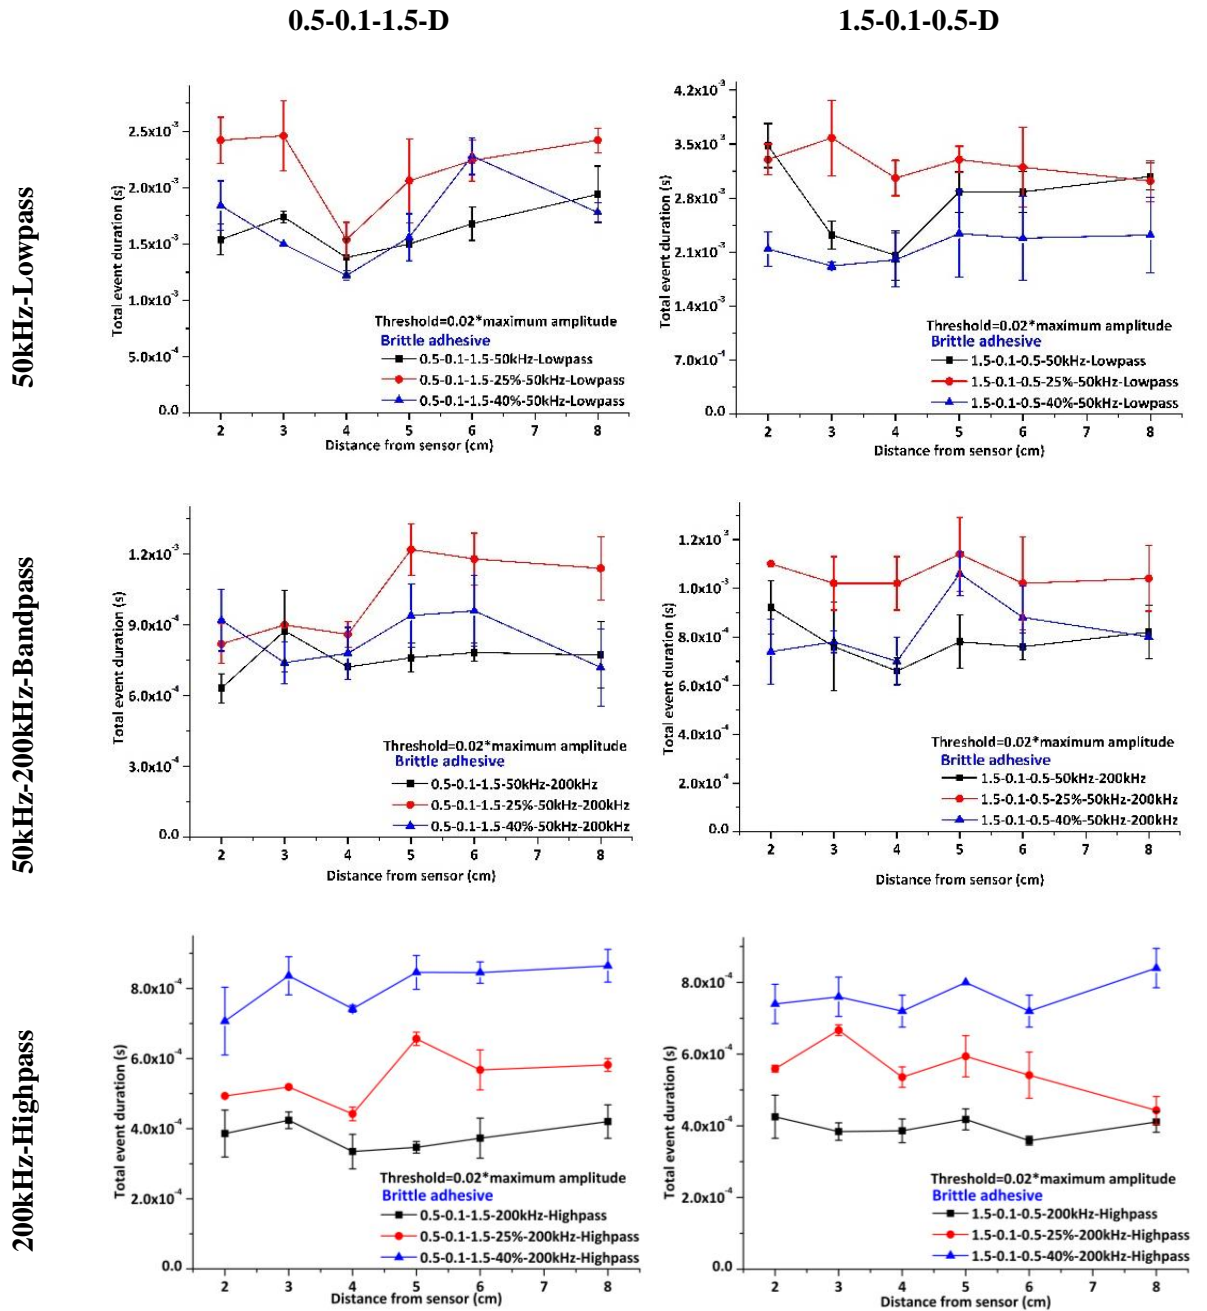 0.5-0.1-1.5-D
1.5-0.1-0.5-D
50kHz-Lowpass
Total event duration (s)
2.5x10⁻³
2.0x10⁻³
1.5x10⁻³
1.0x10⁻³
5.0x10⁻⁴
0.0
Threshold=0.02*maximum amplitude
Brittle adhesive
0.5-0.1-1.5-50kHz-Lowpass
0.5-0.1-1.5-25%-50kHz-Lowpass
0.5-0.1-1.5-40%-50kHz-Lowpass
2 3 4 5 6 7 8
Distance from sensor (cm)
Total event duration (s)
4.2x10⁻³
3.5x10⁻³
2.8x10⁻³
2.1x10⁻³
1.4x10⁻³
7.0x10⁻⁴
0.0
Threshold=0.02*maximum amplitude
Brittle adhesive
1.5-0.1-0.5-50kHz-Lowpass
1.5-0.1-0.5-25%-50kHz-Lowpass
1.5-0.1-0.5-40%-50kHz-Lowpass
2 3 4 5 6 7 8
Distance from sensor (cm)
50kHz-200kHz-Bandpass
Total event duration (s)
1.2x10⁻³
9.0x10⁻⁴
6.0x10⁻⁴
3.0x10⁻⁴
0.0
Threshold=0.02*maximum amplitude
Brittle adhesive
0.5-0.1-1.5-50kHz-200kHz
0.5-0.1-1.5-25%-50kHz-200kHz
0.5-0.1-1.5-40%-50kHz-200kHz
2 3 4 5 6 7 8
Distance from sensor (cm)
Total event duration (s)
1.2x10⁻³
1.0x10⁻³
8.0x10⁻⁴
6.0x10⁻⁴
4.0x10⁻⁴
2.0x10⁻⁴
0.0
Threshold=0.02*maximum amplitude
Brittle adhesive
1.5-0.1-0.5-50kHz-200kHz
1.5-0.1-0.5-25%-50kHz-200kHz
1.5-0.1-0.5-40%-50kHz-200kHz
2 3 4 5 6 7 8
Distance from sensor (cm)
200kHz-Highpass
Total event duration (s)
8.0x10⁻⁴
6.0x10⁻⁴
4.0x10⁻⁴
2.0x10⁻⁴
0.0
Threshold=0.02*maximum amplitude
Brittle adhesive
0.5-0.1-1.5-200kHz-Highpass
0.5-0.1-1.5-25%-200kHz-Highpass
0.5-0.1-1.5-40%-200kHz-Highpass
2 3 4 5 6 7 8
Distance from sensor (cm)
Total event duration (s)
8.0x10⁻⁴
6.0x10⁻⁴
4.0x10⁻⁴
2.0x10⁻⁴
0.0
Threshold=0.02*maximum amplitude
Brittle adhesive
1.5-0.1-0.5-200kHz-Highpass
1.5-0.1-0.5-25%-200kHz-Highpass
1.5-0.1-0.5-40%-200kHz-Highpass
2 3 4 5 6 7 8
Distance from sensor (cm)